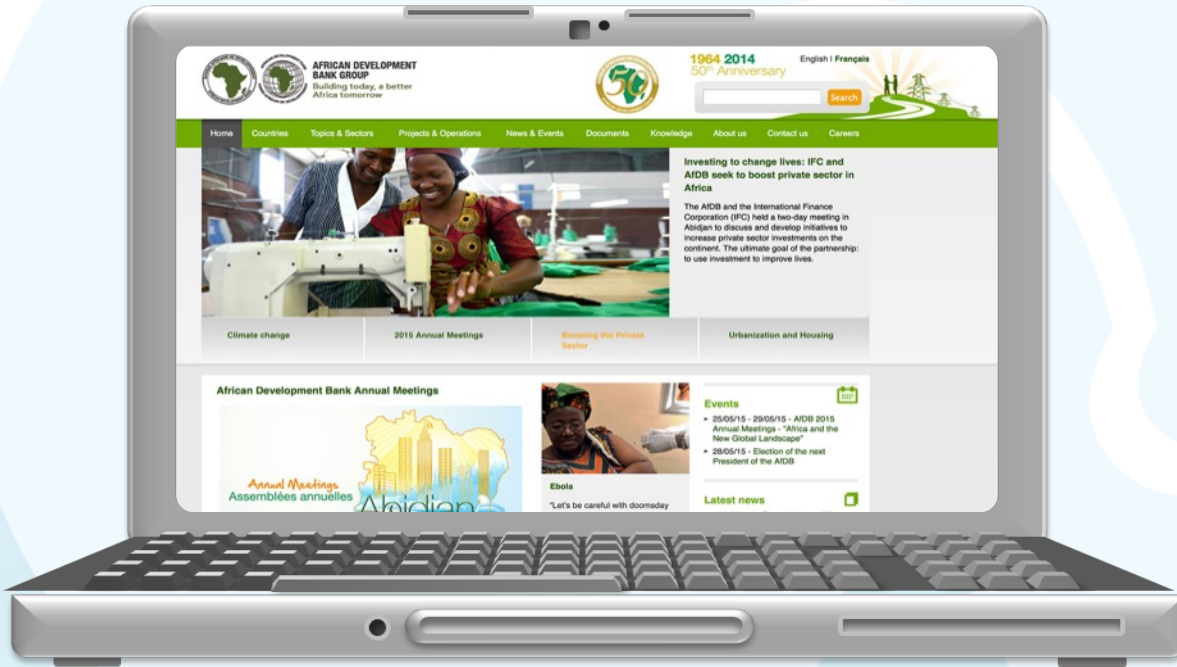 AFRICAN DEVELOPMENT
BANK GROUP
Building today, a better
Africa tomorrow
1964 2014
50th Anniversary
English | Français
50
Search
Home
Countries
Topics & Sectors
Projects & Operations
News & Events
Documents
Knowledge
About us
Contact us
Careers
Investing to change lives: IFC and
AfDB seek to boost private sector in
Africa
The AfDB and the International Finance
Corporation (IFC) held a two-day meeting in
Abidjan to discuss and develop initiatives to
increase private sector investments on the
continent. The ultimate goal of the partnership:
to use investment to improve lives.
Climate change
2015 Annual Meetings
Boosting the Private
Sector
Urbanization and Housing
African Development Bank Annual Meetings
Annual Meetings
Assemblées annuelles
Abidjan
Ebola
"Let's be careful with doomsday
Events
25/05/15 - 29/05/15 - AfDB 2015
Annual Meetings - "Africa and the
New Global Landscape"
28/05/15 - Election of the next
President of the AfDB
Latest news